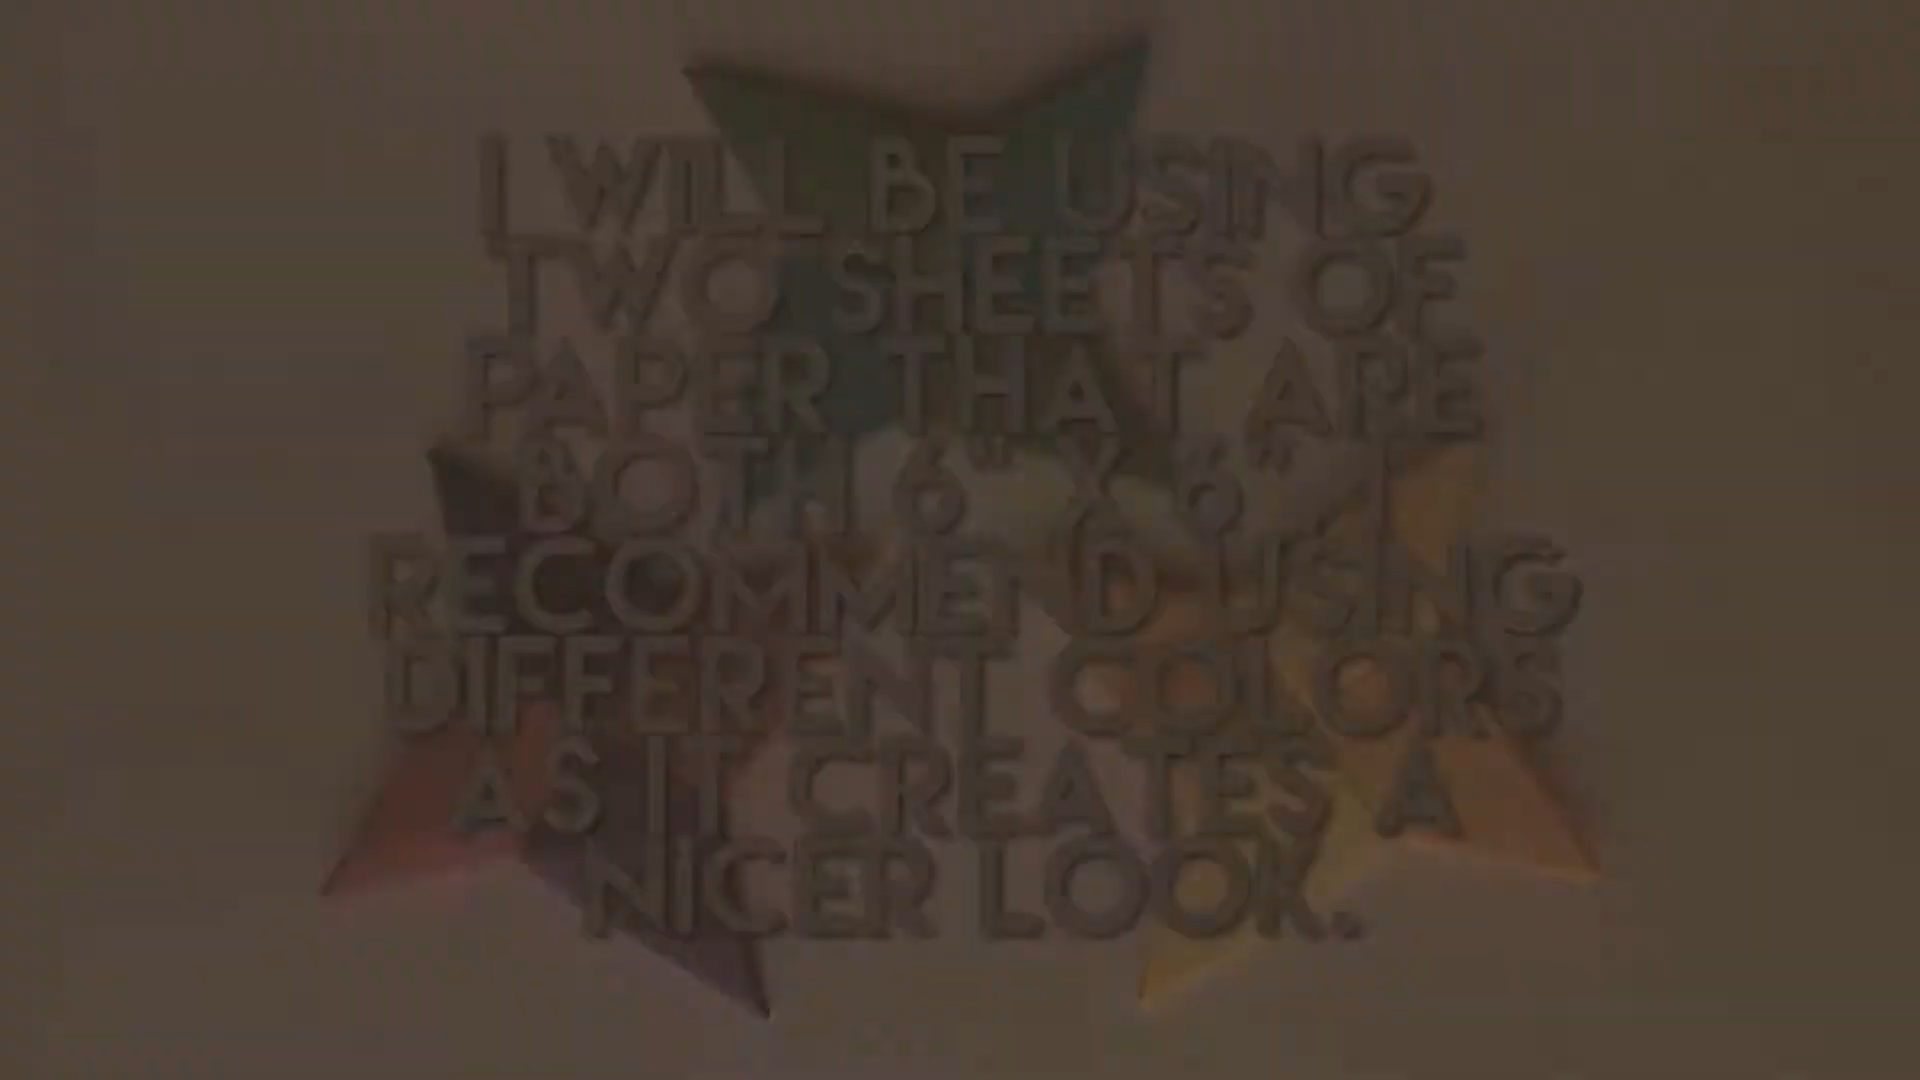 I WILL BE USING
TWO SHEETS OF
PAPER THAT ARE
BOTH 6" X 6" I
RECOMMEND USING
DIFFERENT COLORS
AS IT CREATES A
NICER LOOK.